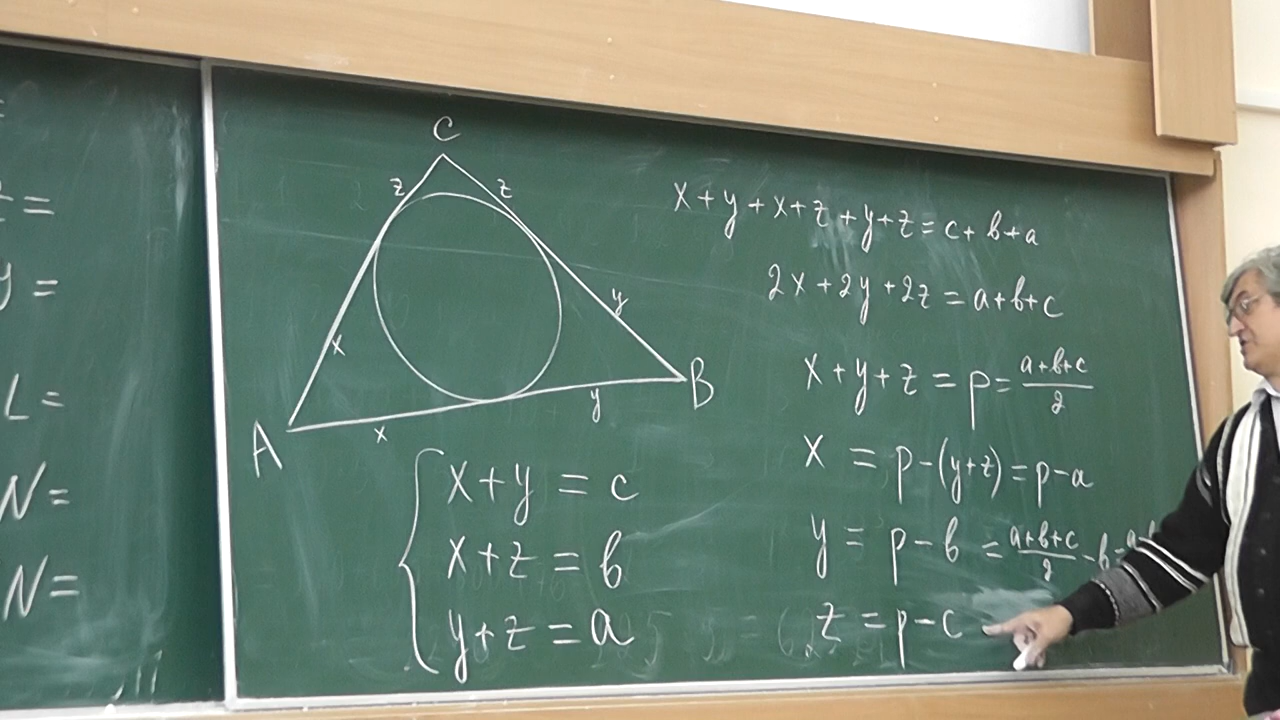 =
=
y =
L =
N =
N =
C
z z
x y
A x y B
x + y = c
x + z = b
y + z = a
x + y + x + z + y + z = c + b + a
2x + 2y + 2z = a + b + c
x + y + z = p = (a+b+c)/2
x = p - (y+z) = p - a
y = p - b = (a+b+c)/2 - b =
z = p - c